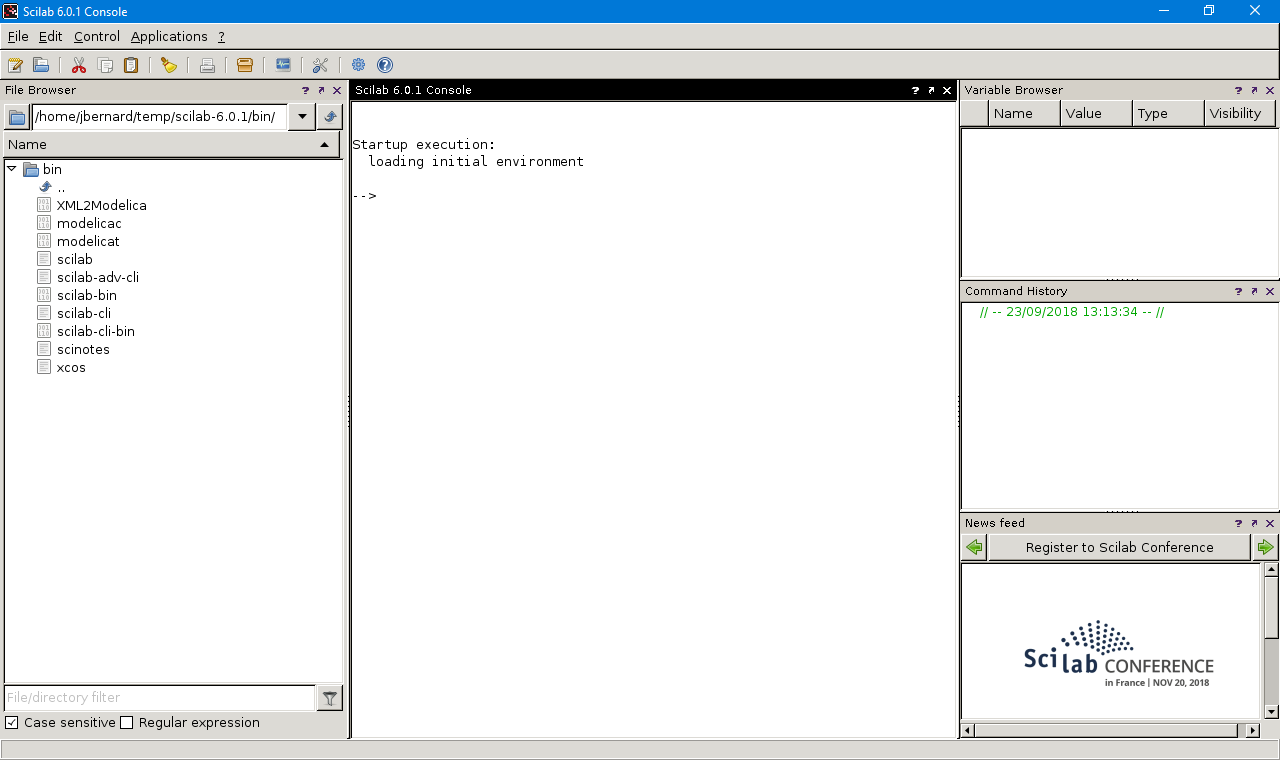 Scilab 6.0.1 Console
File Edit Control Applications ?
File Browser
/home/jbernard/temp/scilab-6.0.1/bin/
Name
bin
..
XML2Modelica
modelicac
modelicat
scilab
scilab-adv-cli
scilab-bin
scilab-cli
scilab-cli-bin
scinotes
xcos
File/directory filter
Case sensitive Regular expression
Scilab 6.0.1 Console
Startup execution:
loading initial environment
-->
Variable Browser
Name Value Type Visibility
Command History
// -- 23/09/2018 13:13:34 -- //
News feed
Register to Scilab Conference
Scilab CONFERENCE
in France | NOV 20, 2018